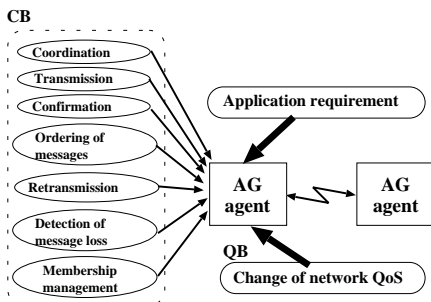 CB
Coordination
Transmission
Confirmation
Ordering of
messages
Retransmission
Detection of
message loss
Membership
management
Application requirement
AG
agent
AG
agent
QB
Change of network QoS